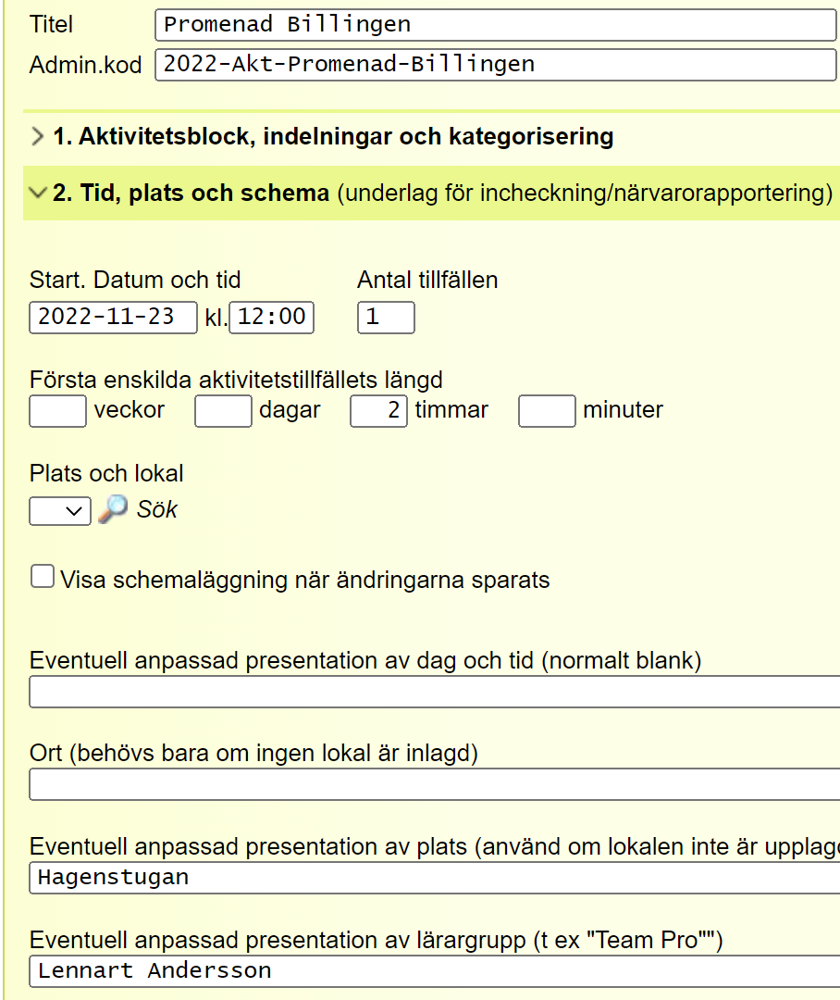 Titel Promenad Billingen
Admin.kod 2022-Akt-Promenad-Billingen
1. Aktivitetsblock, indelningar och kategorisering
2. Tid, plats och schema (underlag för incheckning/närvarorapportering)
Start. Datum och tid Antal tillfällen
2022-11-23 kl. 12:00 1
Första enskilda aktivitetstillfällets längd
veckor dagar 2 timmar minuter
Plats och lokal
Sök
Visa schemaläggning när ändringarna sparats
Eventuell anpassad presentation av dag och tid (normalt blank)
Ort (behövs bara om ingen lokal är inlagd)
Eventuell anpassad presentation av plats (använd om lokalen inte är
Hagenstugan
Eventuell anpassad presentation av lärargrupp (t ex "Team Pro"")
Lennart Andersson